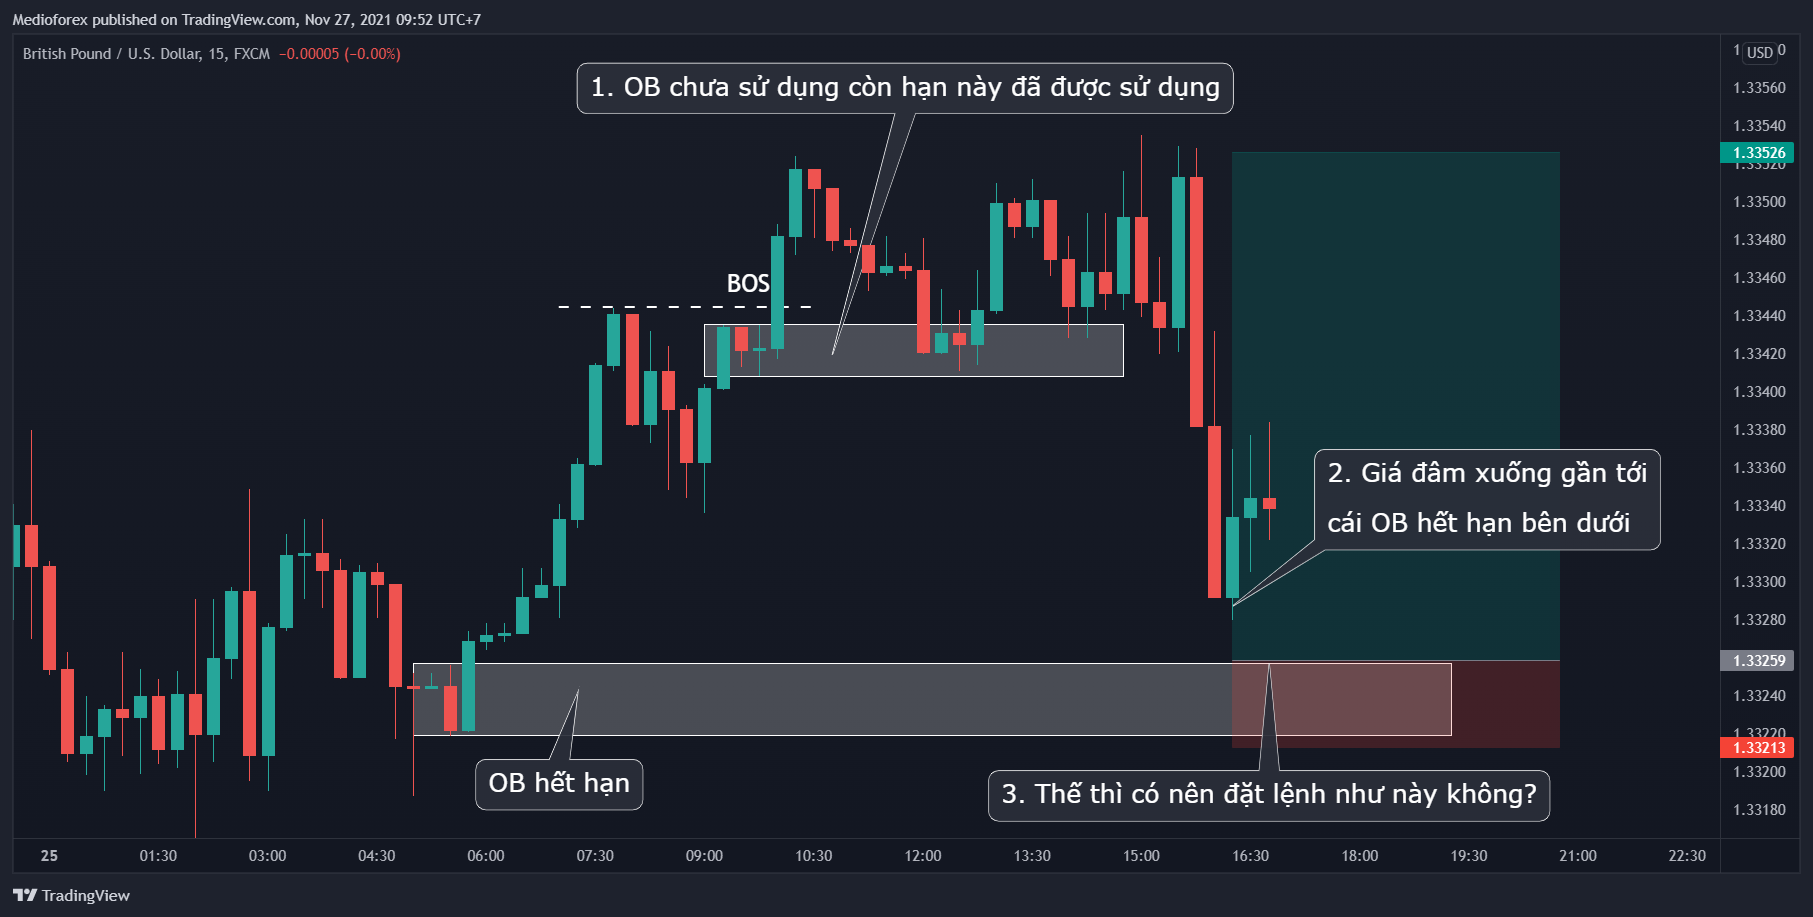 Medioforex published on TradingView.com, Nov 27, 2021 09:52 UTC+7
British Pound / U.S. Dollar, 15, FXCM −0.00005 (−0.00%)
1. OB chưa sử dụng còn hạn này đã được sử dụng
BOS
2. Giá đâm xuống gần tới
cái OB hết hạn bên dưới
OB hết hạn
3. Thế thì có nên đặt lệnh như này không?
USD
1.33560
1.33540
1.33526
1.33500
1.33480
1.33460
1.33440
1.33420
1.33400
1.33380
1.33360
1.33340
1.33320
1.33300
1.33280
1.33259
1.33240
1.33220
1.33213
1.33200
1.33180
25 01:30 03:00 04:30 06:00 07:30 09:00 10:30 12:00 13:30 15:00 16:30 18:00 19:30 21:00 22:30
TradingView